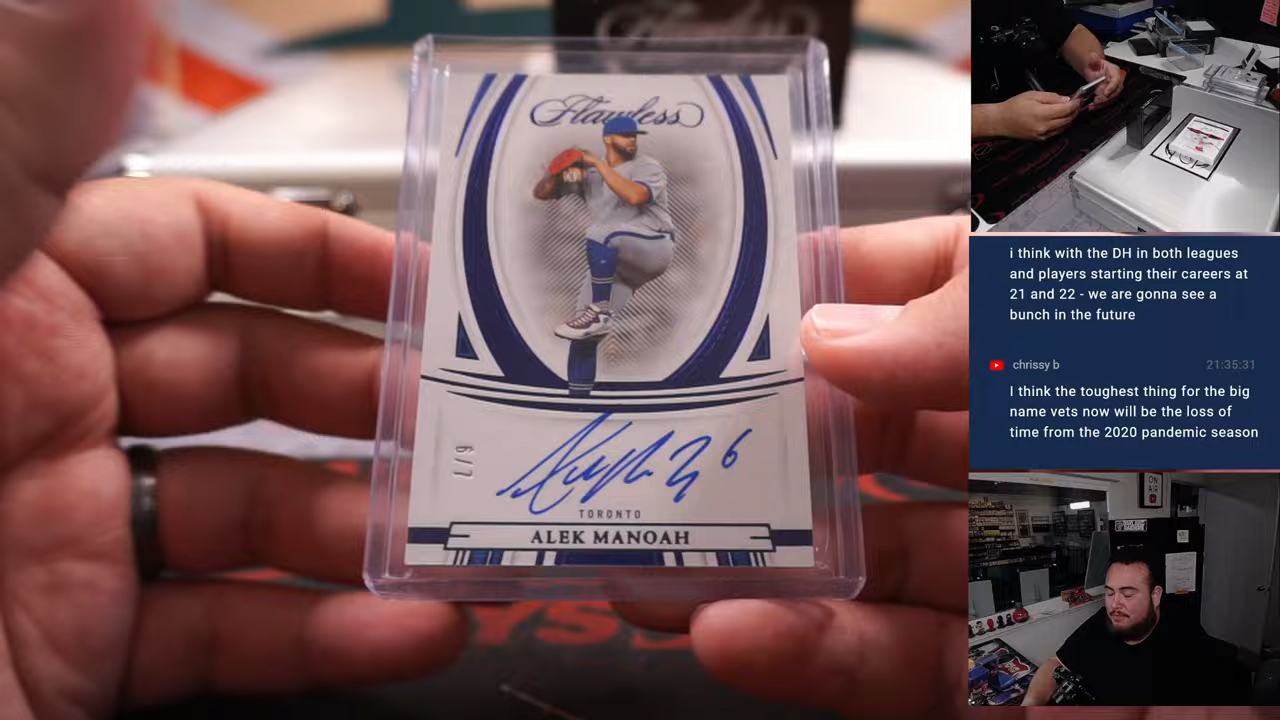 Flawless
6/7
TORONTO
ALEK MANOAH
i think with the DH in both leagues
and players starting their careers at
21 and 22 - we are gonna see a
bunch in the future
chrissy b
21:35:31
I think the toughest thing for the big
name vets now will be the loss of
time from the 2020 pandemic season
ON
AIR